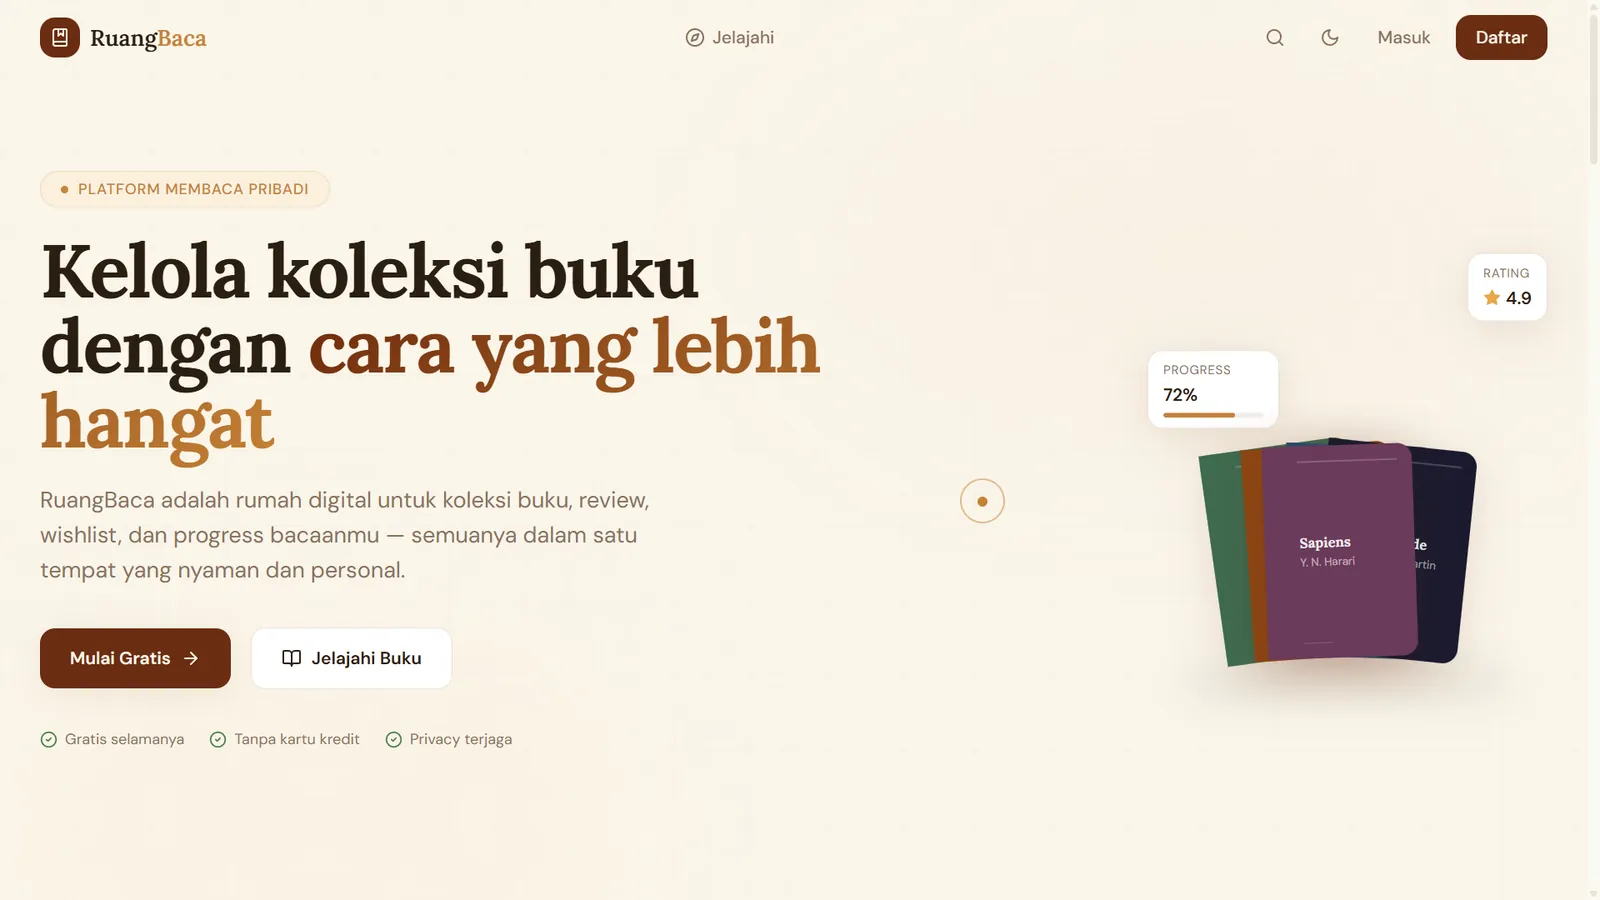 RuangBaca
Jelajahi
Masuk
Daftar
PLATFORM MEMBACA PRIBADI
Kelola koleksi buku
dengan cara yang lebih
hangat
RuangBaca adalah rumah digital untuk koleksi buku, review,
wishlist, dan progress bacaanmu — semuanya dalam satu
tempat yang nyaman dan personal.
Mulai Gratis
Jelajahi Buku
Gratis selamanya
Tanpa kartu kredit
Privacy terjaga
RATING
4.9
PROGRESS
72%
Sapiens
Y. N. Harari